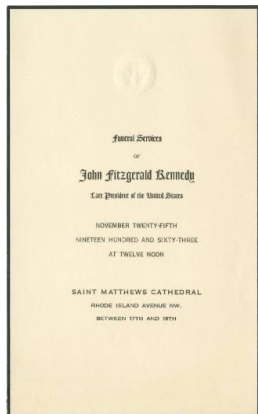 Funeral Services
OF
John Fitzgerald Kennedy
Late President of the United States
NOVEMBER TWENTY-FIFTH
NINETEEN HUNDRED AND SIXTY-THREE
AT TWELVE NOON
SAINT MATTHEWS CATHEDRAL
RHODE ISLAND AVENUE NW.
BETWEEN 17TH AND 18TH